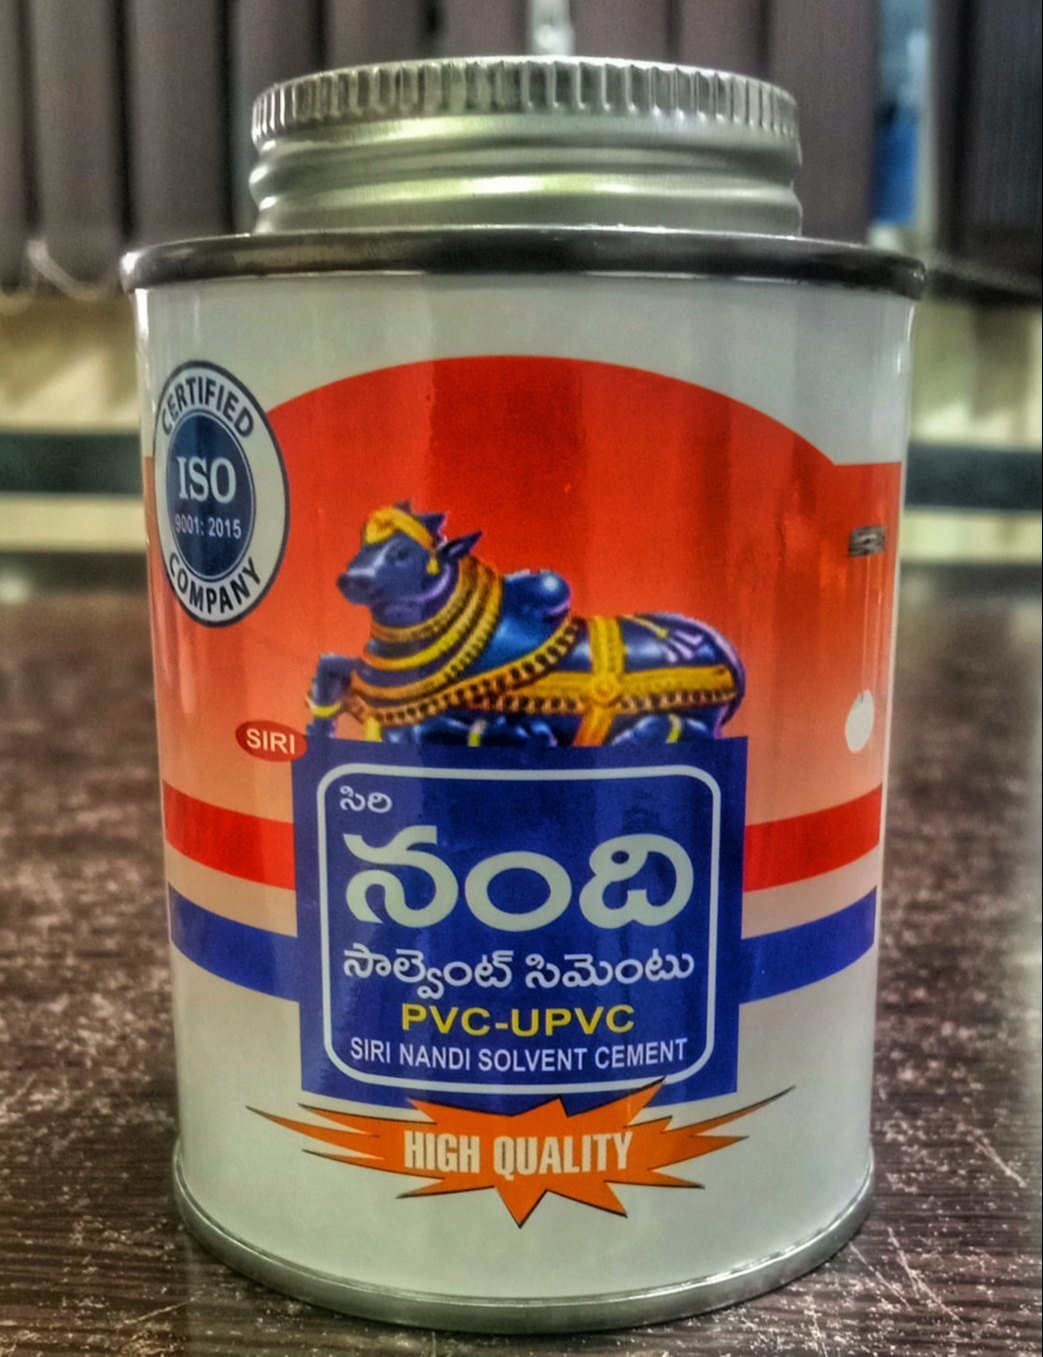 CERTIFIED
ISO
9001: 2015
COMPANY
SIRI
సిరి
నంది
సాల్వెంట్ సిమెంటు
PVC-UPVC
SIRI NANDI SOLVENT CEMENT
HIGH QUALITY